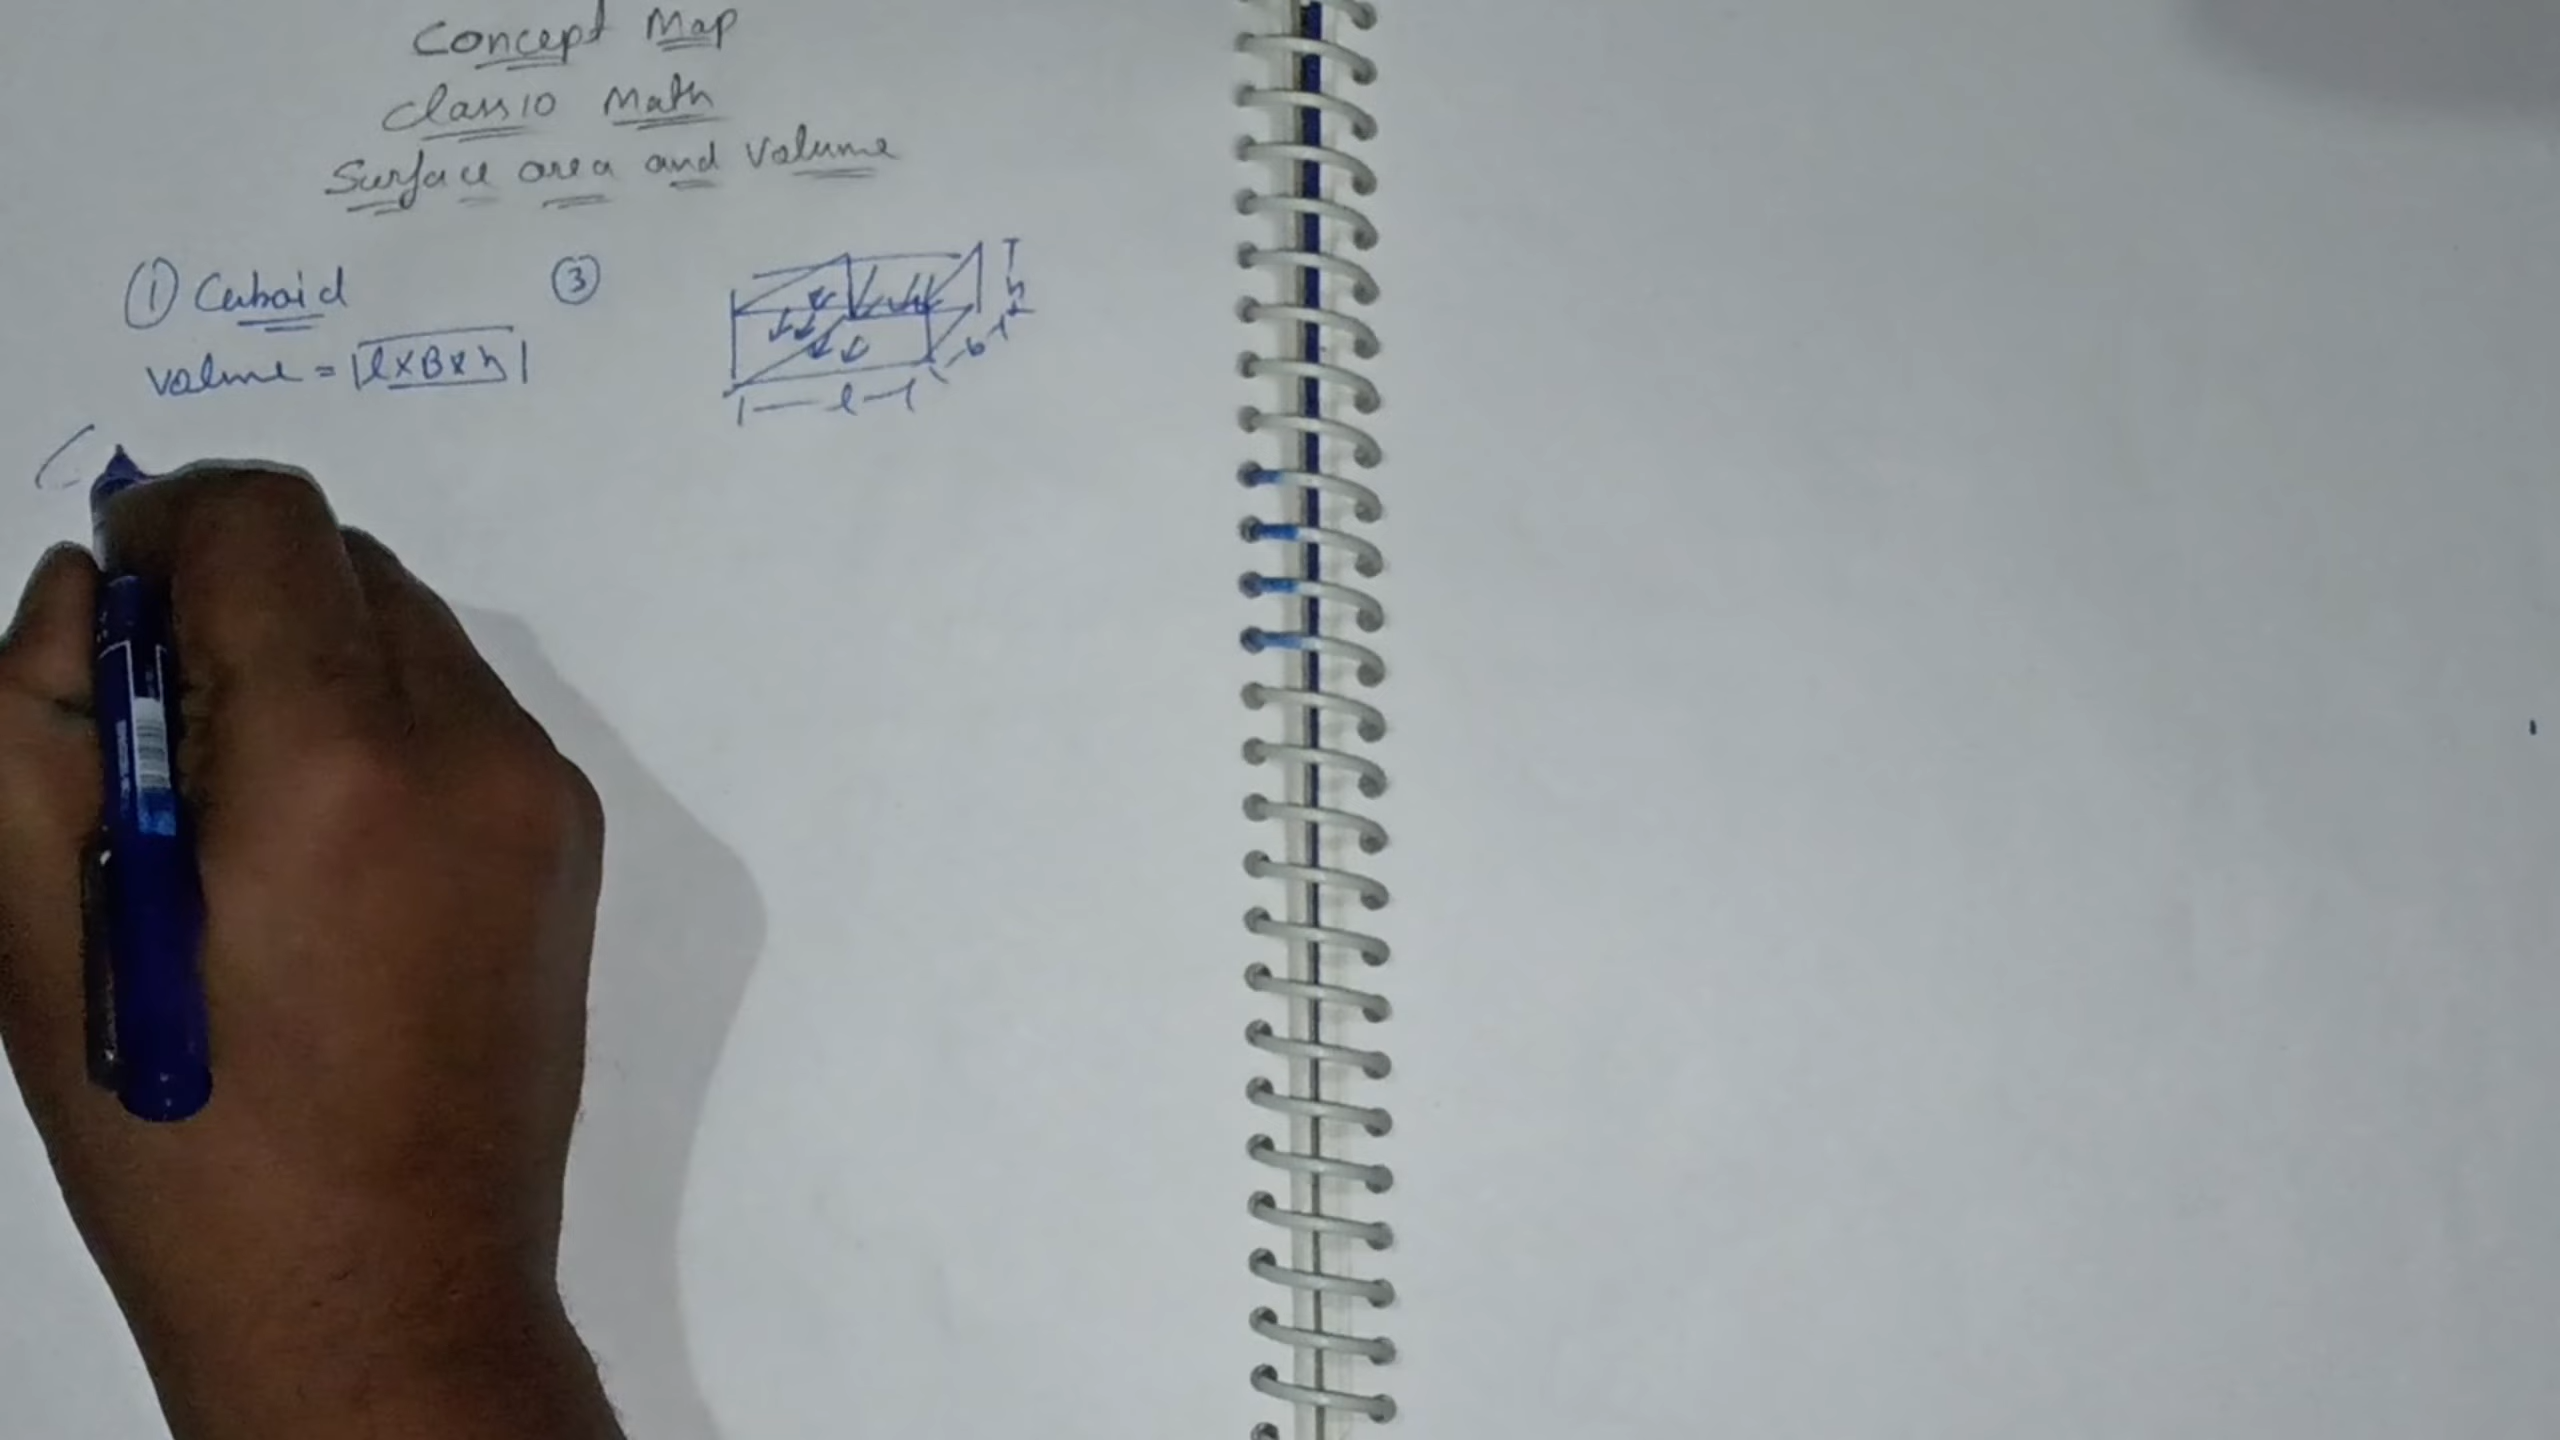 Concept Map
Class 10 Math
Surface area and Volume
① Cuboid
③
volume = l×B×h
h
b
l